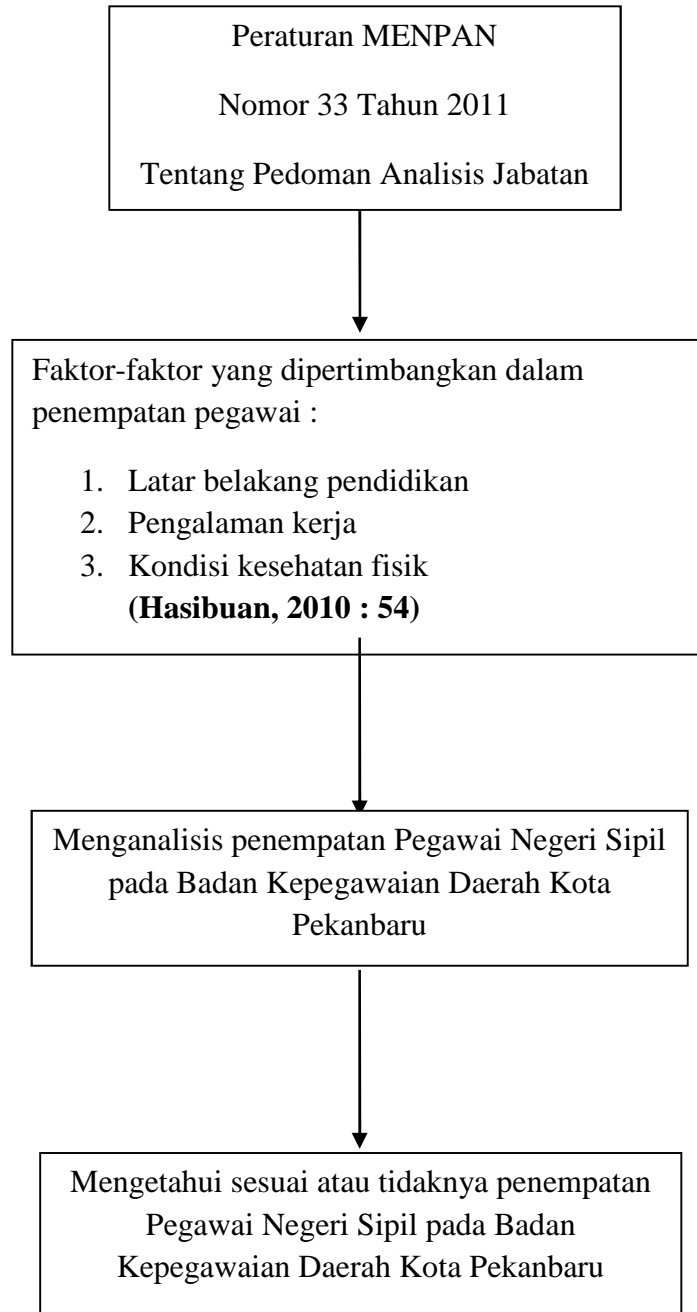 Peraturan MENPAN
Nomor 33 Tahun 2011
Tentang Pedoman Analisis Jabatan
Faktor-faktor yang dipertimbangkan dalam
penempatan pegawai :
1. Latar belakang pendidikan
2. Pengalaman kerja
3. Kondisi kesehatan fisik
(Hasibuan, 2010 : 54)
Menganalisis penempatan Pegawai Negeri Sipil
pada Badan Kepegawaian Daerah Kota
Pekanbaru
Mengetahui sesuai atau tidaknya penempatan
Pegawai Negeri Sipil pada Badan
Kepegawaian Daerah Kota Pekanbaru